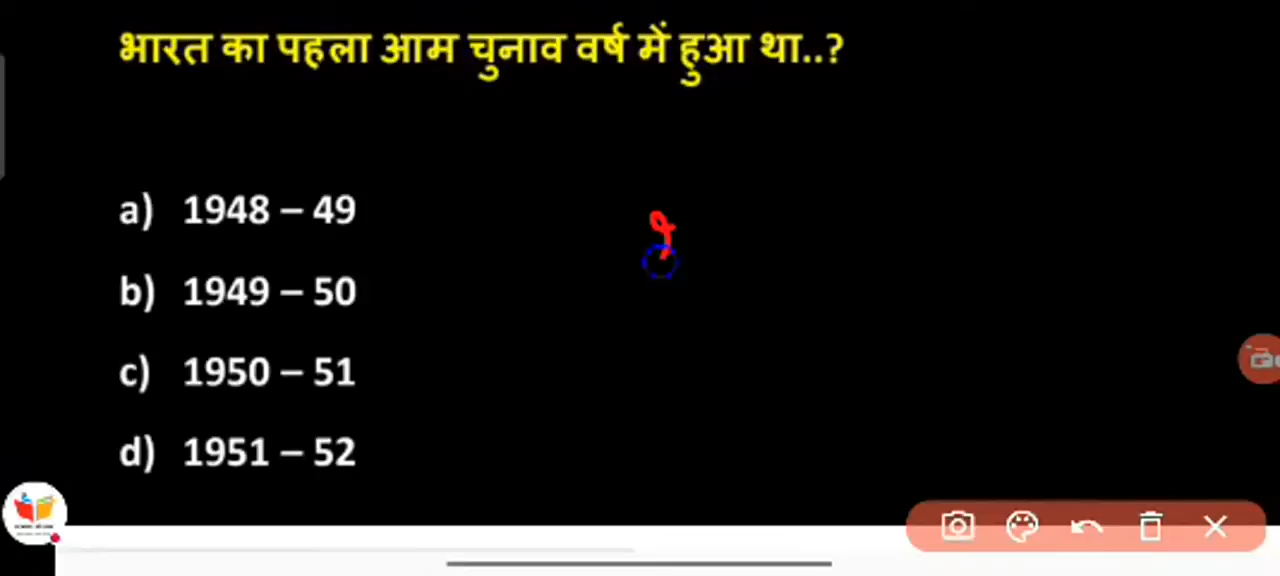 भारत का पहला आम चुनाव वर्ष में हुआ था..?
a) 1948 – 49
b) 1949 – 50
c) 1950 – 51
d) 1951 – 52